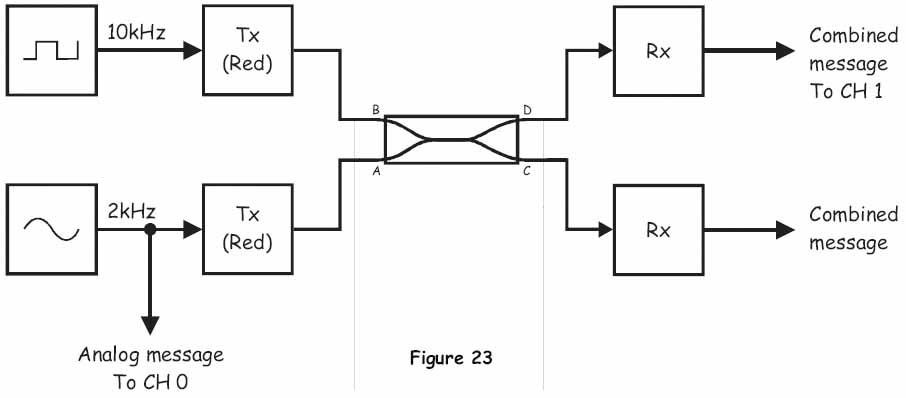 10kHz
Tx
(Red)
B
A
D
C
Rx
Combined
message
To CH 1
2kHz
Tx
(Red)
Rx
Combined
message
Analog message
To CH 0
Figure 23